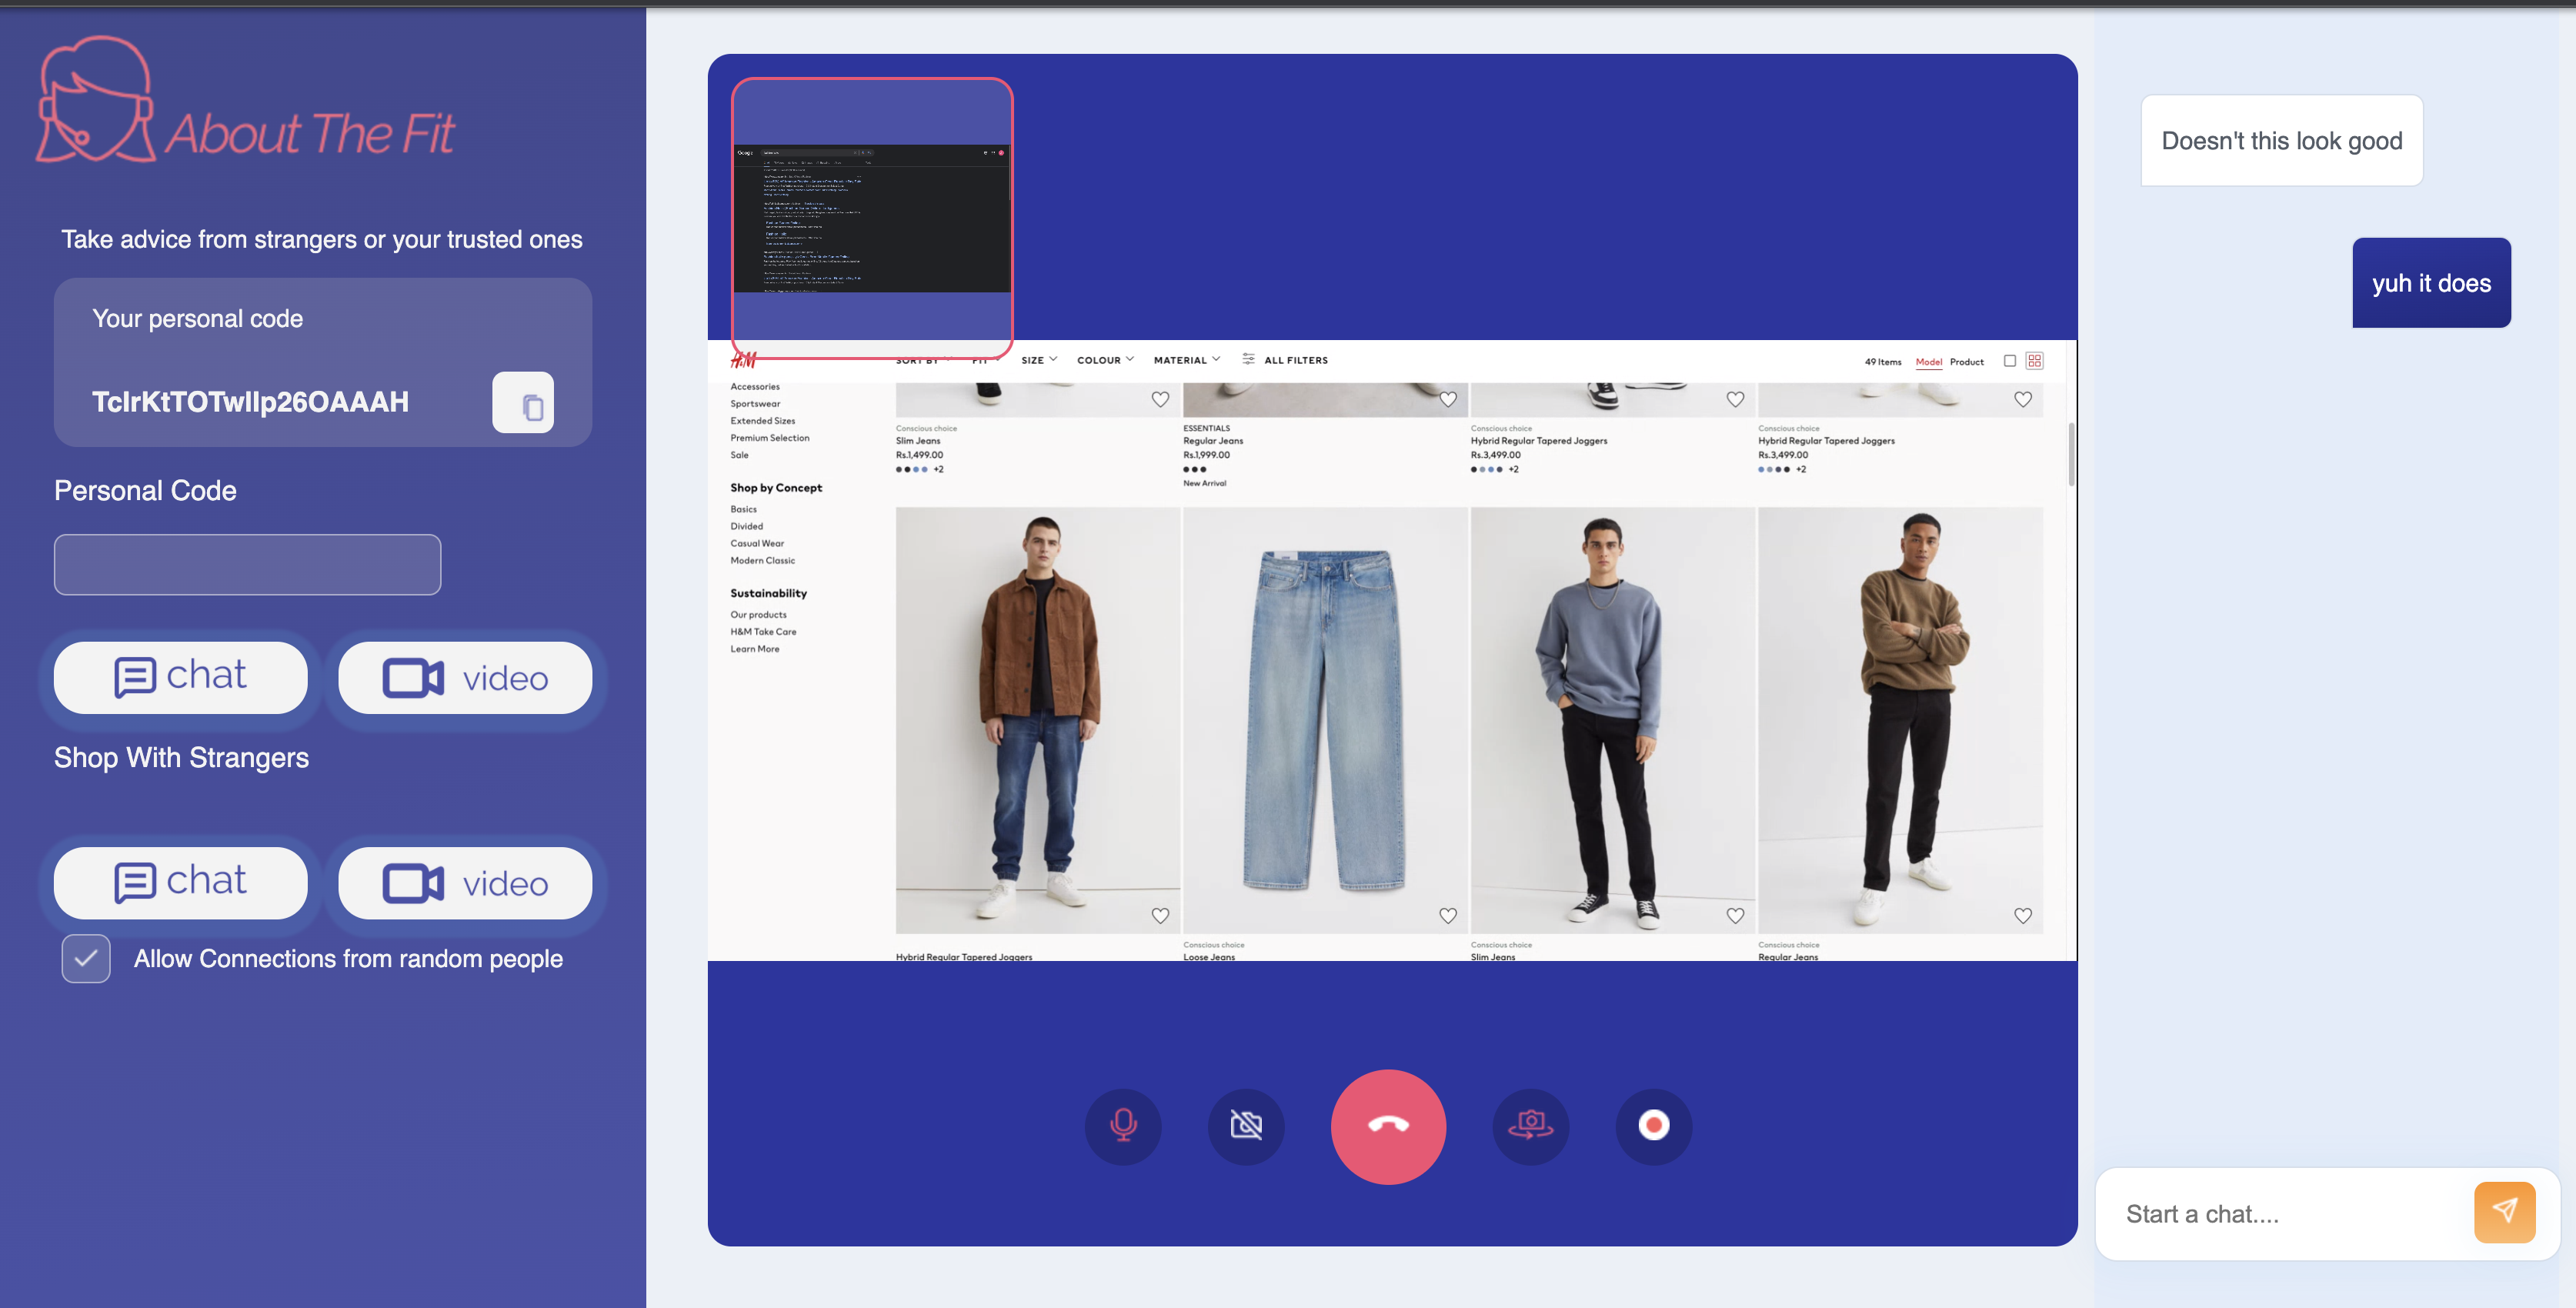 About The Fit
Take advice from strangers or your trusted ones
Your personal code
Personal Code
chat
video
Shop With Strangers
chat
video
Allow Connections from random people
Google
H&M
SORT BY
FIT
SIZE
COLOUR
MATERIAL
ALL FILTERS
49 Items
Model
Product
Accessories
Sportswear
Extended Sizes
Premium Selection
Sale
Shop by Concept
Basics
Divided
Casual Wear
Modern Classic
Sustainability
Our products
H&M Take Care
Learn More
Conscious choice
Slim Jeans
Rs.1,499.00
+2
ESSENTIALS
Regular Jeans
Rs.1,999.00
New Arrival
Conscious choice
Hybrid Regular Tapered Joggers
Rs.3,499.00
+2
Conscious choice
Hybrid Regular Tapered Joggers
Rs.3,499.00
+2
Hybrid Regular Tapered Joggers
Conscious choice
Loose Jeans
Conscious choice
Slim Jeans
Conscious choice
Regular Jeans
Doesn't this look good
yuh it does
Start a chat....